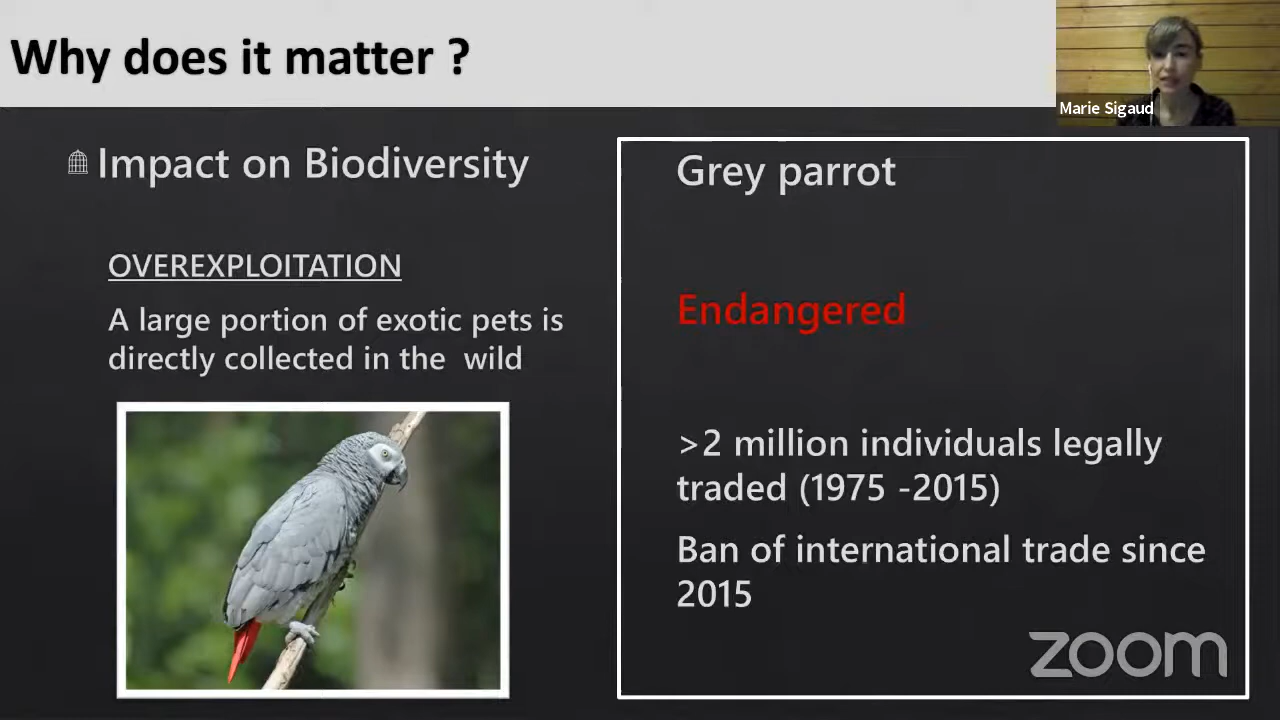 Why does it matter ?
Marie Sigaud
Impact on Biodiversity
OVEREXPLOITATION
A large portion of exotic pets is
directly collected in the  wild
Grey parrot
Endangered
>2 million individuals legally
traded (1975 -2015)
Ban of international trade since
2015
zoom